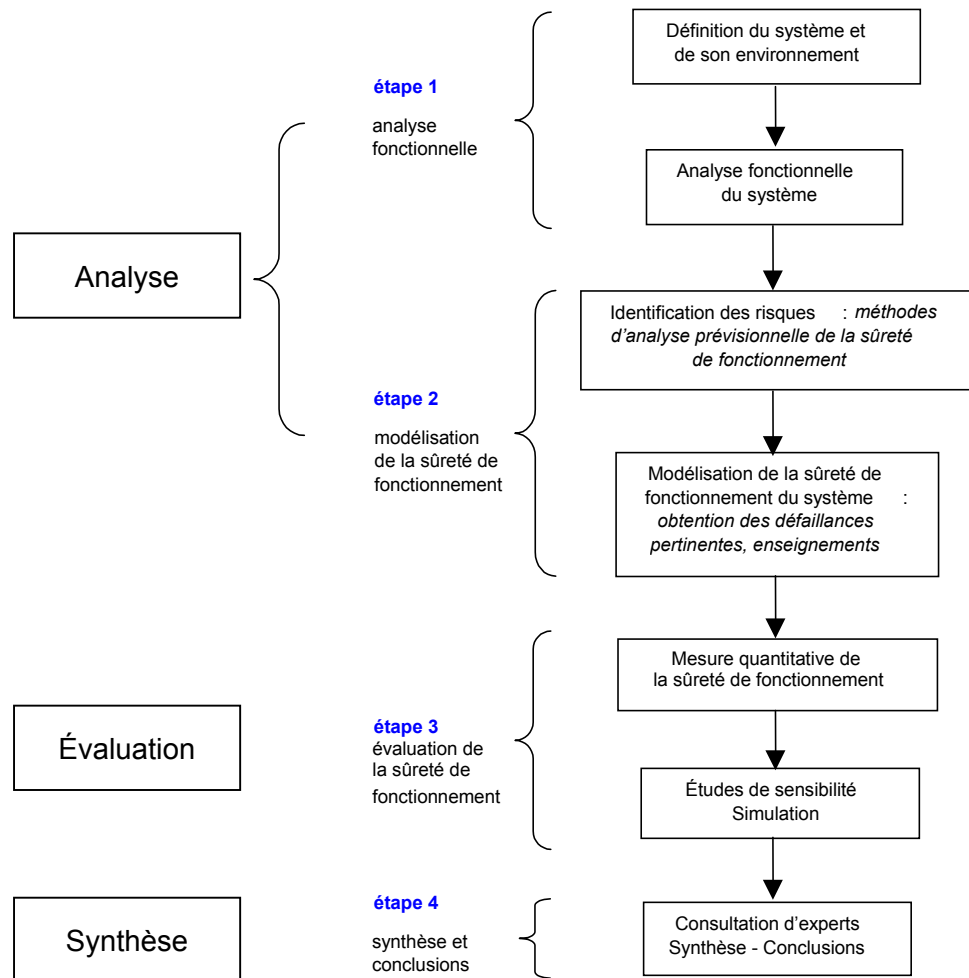 Définition du système et
de son environnement
étape 1
analyse
fonctionnelle
Analyse fonctionnelle
du système
Analyse
Identification des risques : méthodes
d'analyse prévisionnelle de la sûreté
de fonctionnement
étape 2
modélisation
de la sûreté de
fonctionnement
Modélisation de la sûreté de
fonctionnement du système :
obtention des défaillances
pertinentes, enseignements
Mesure quantitative de
la sûreté de fonctionnement
Évaluation
étape 3
évaluation de
la sûreté de
fonctionnement
Études de sensibilité
Simulation
Synthèse
étape 4
synthèse et
conclusions
Consultation d'experts
Synthèse - Conclusions